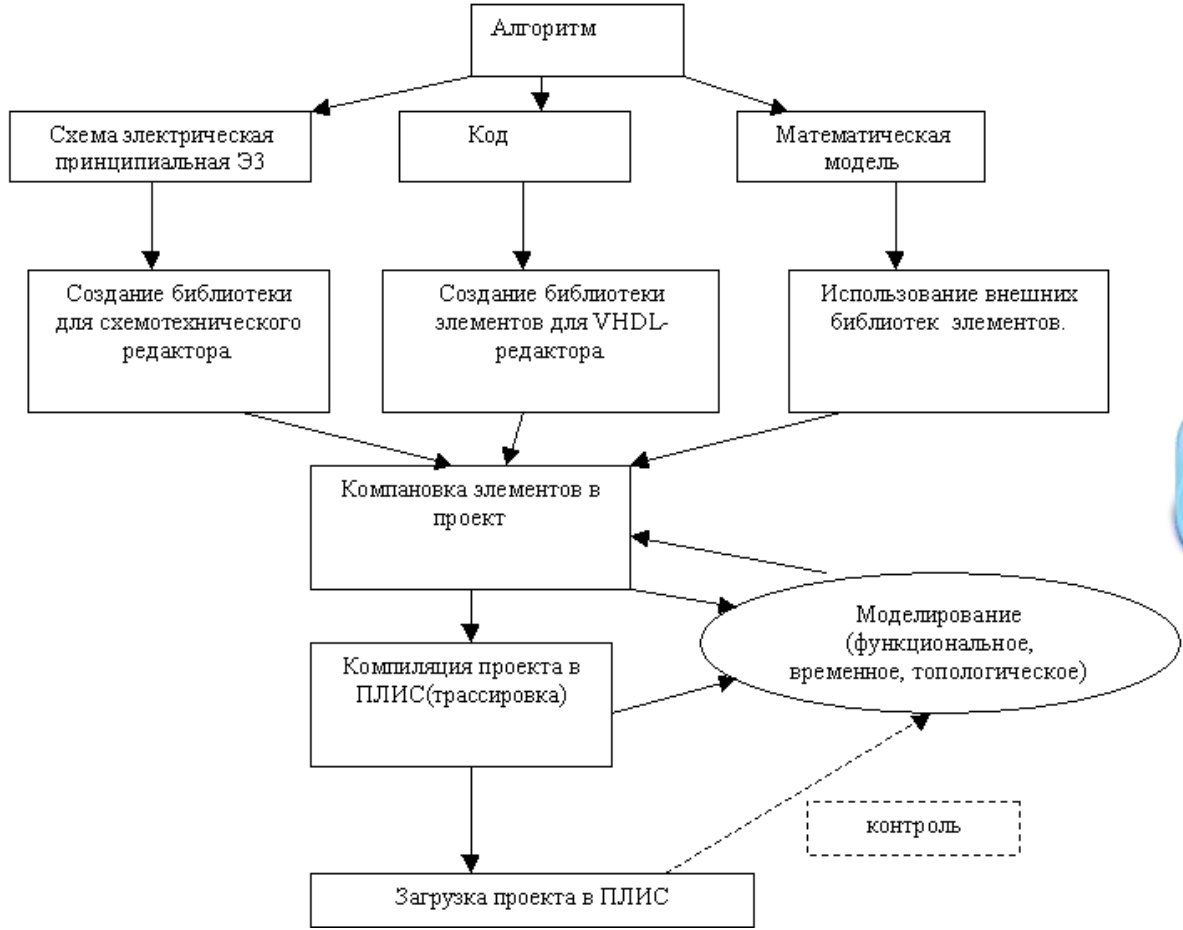 Алгоритм
Схема электрическая
принципиальная Э3
Код
Математическая
модель
Создание библиотеки
для схемотехнического
редактора
Создание библиотеки
элементов для VHDL-
редактора
Использование внешних
библиотек элементов.
Компановка элементов в
проект
Моделирование
(функциональное,
временное, топологическое)
Компиляция проекта в
ПЛИС(трассировка)
контроль
Загрузка проекта в ПЛИС